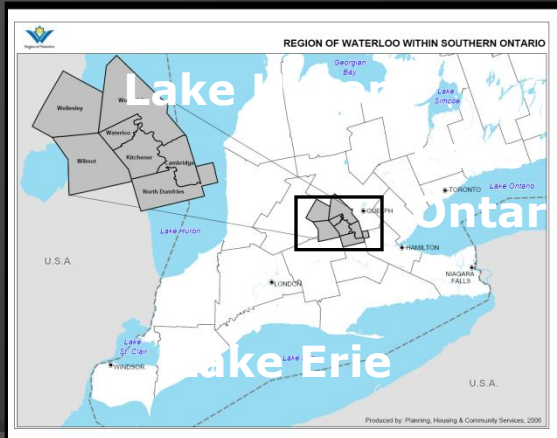 Region of Waterloo
REGION OF WATERLOO WITHIN SOUTHERN ONTARIO
Georgian
Bay
Lake
Wellesley
Lake
Simcoe
Waterloo
Wilmot
Kitchener
Cambridge
North Dumfries
TORONTO
Lake Ontario
GUELPH
Ontar
Lake Huron
HAMILTON
U.S.A.
NIAGARA
FALLS
LONDON
Lake
St. Clair
Lake
Lake Erie
WINDSOR
U.S.A.
Produced by: Planning, Housing & Community Services, 2006